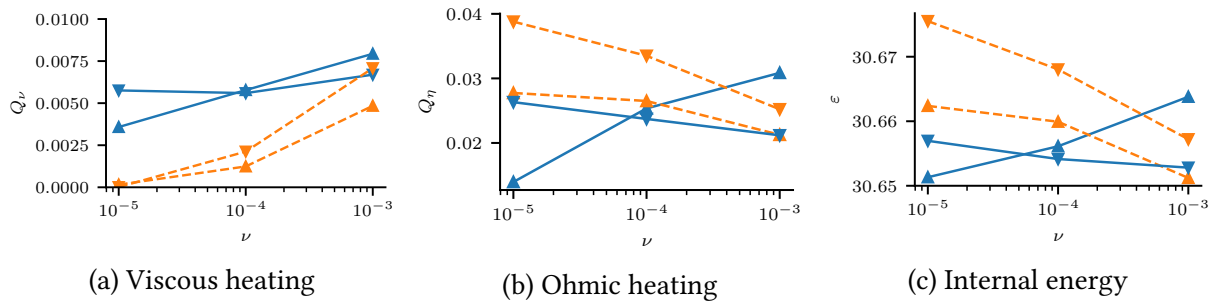 0.0100
0.0075
0.0050
0.0025
0.0000
Q_ν
10⁻⁵
10⁻⁴
10⁻³
ν
(a) Viscous heating
0.04
0.03
0.02
Q_η
10⁻⁵
10⁻⁴
10⁻³
ν
(b) Ohmic heating
30.67
30.66
30.65
ε
10⁻⁵
10⁻⁴
10⁻³
ν
(c) Internal energy